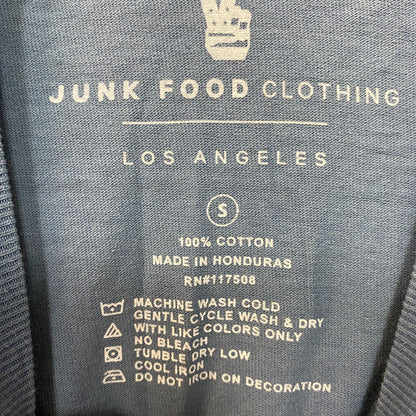 JUNK FOOD CLOTHING
LOS ANGELES
S
100% COTTON
MADE IN HONDURAS
RN#117508
MACHINE WASH COLD
GENTLE CYCLE WASH & DRY
WITH LIKE COLORS ONLY
NO BLEACH
TUMBLE DRY LOW
COOL IRON
DO NOT IRON ON DECORATION